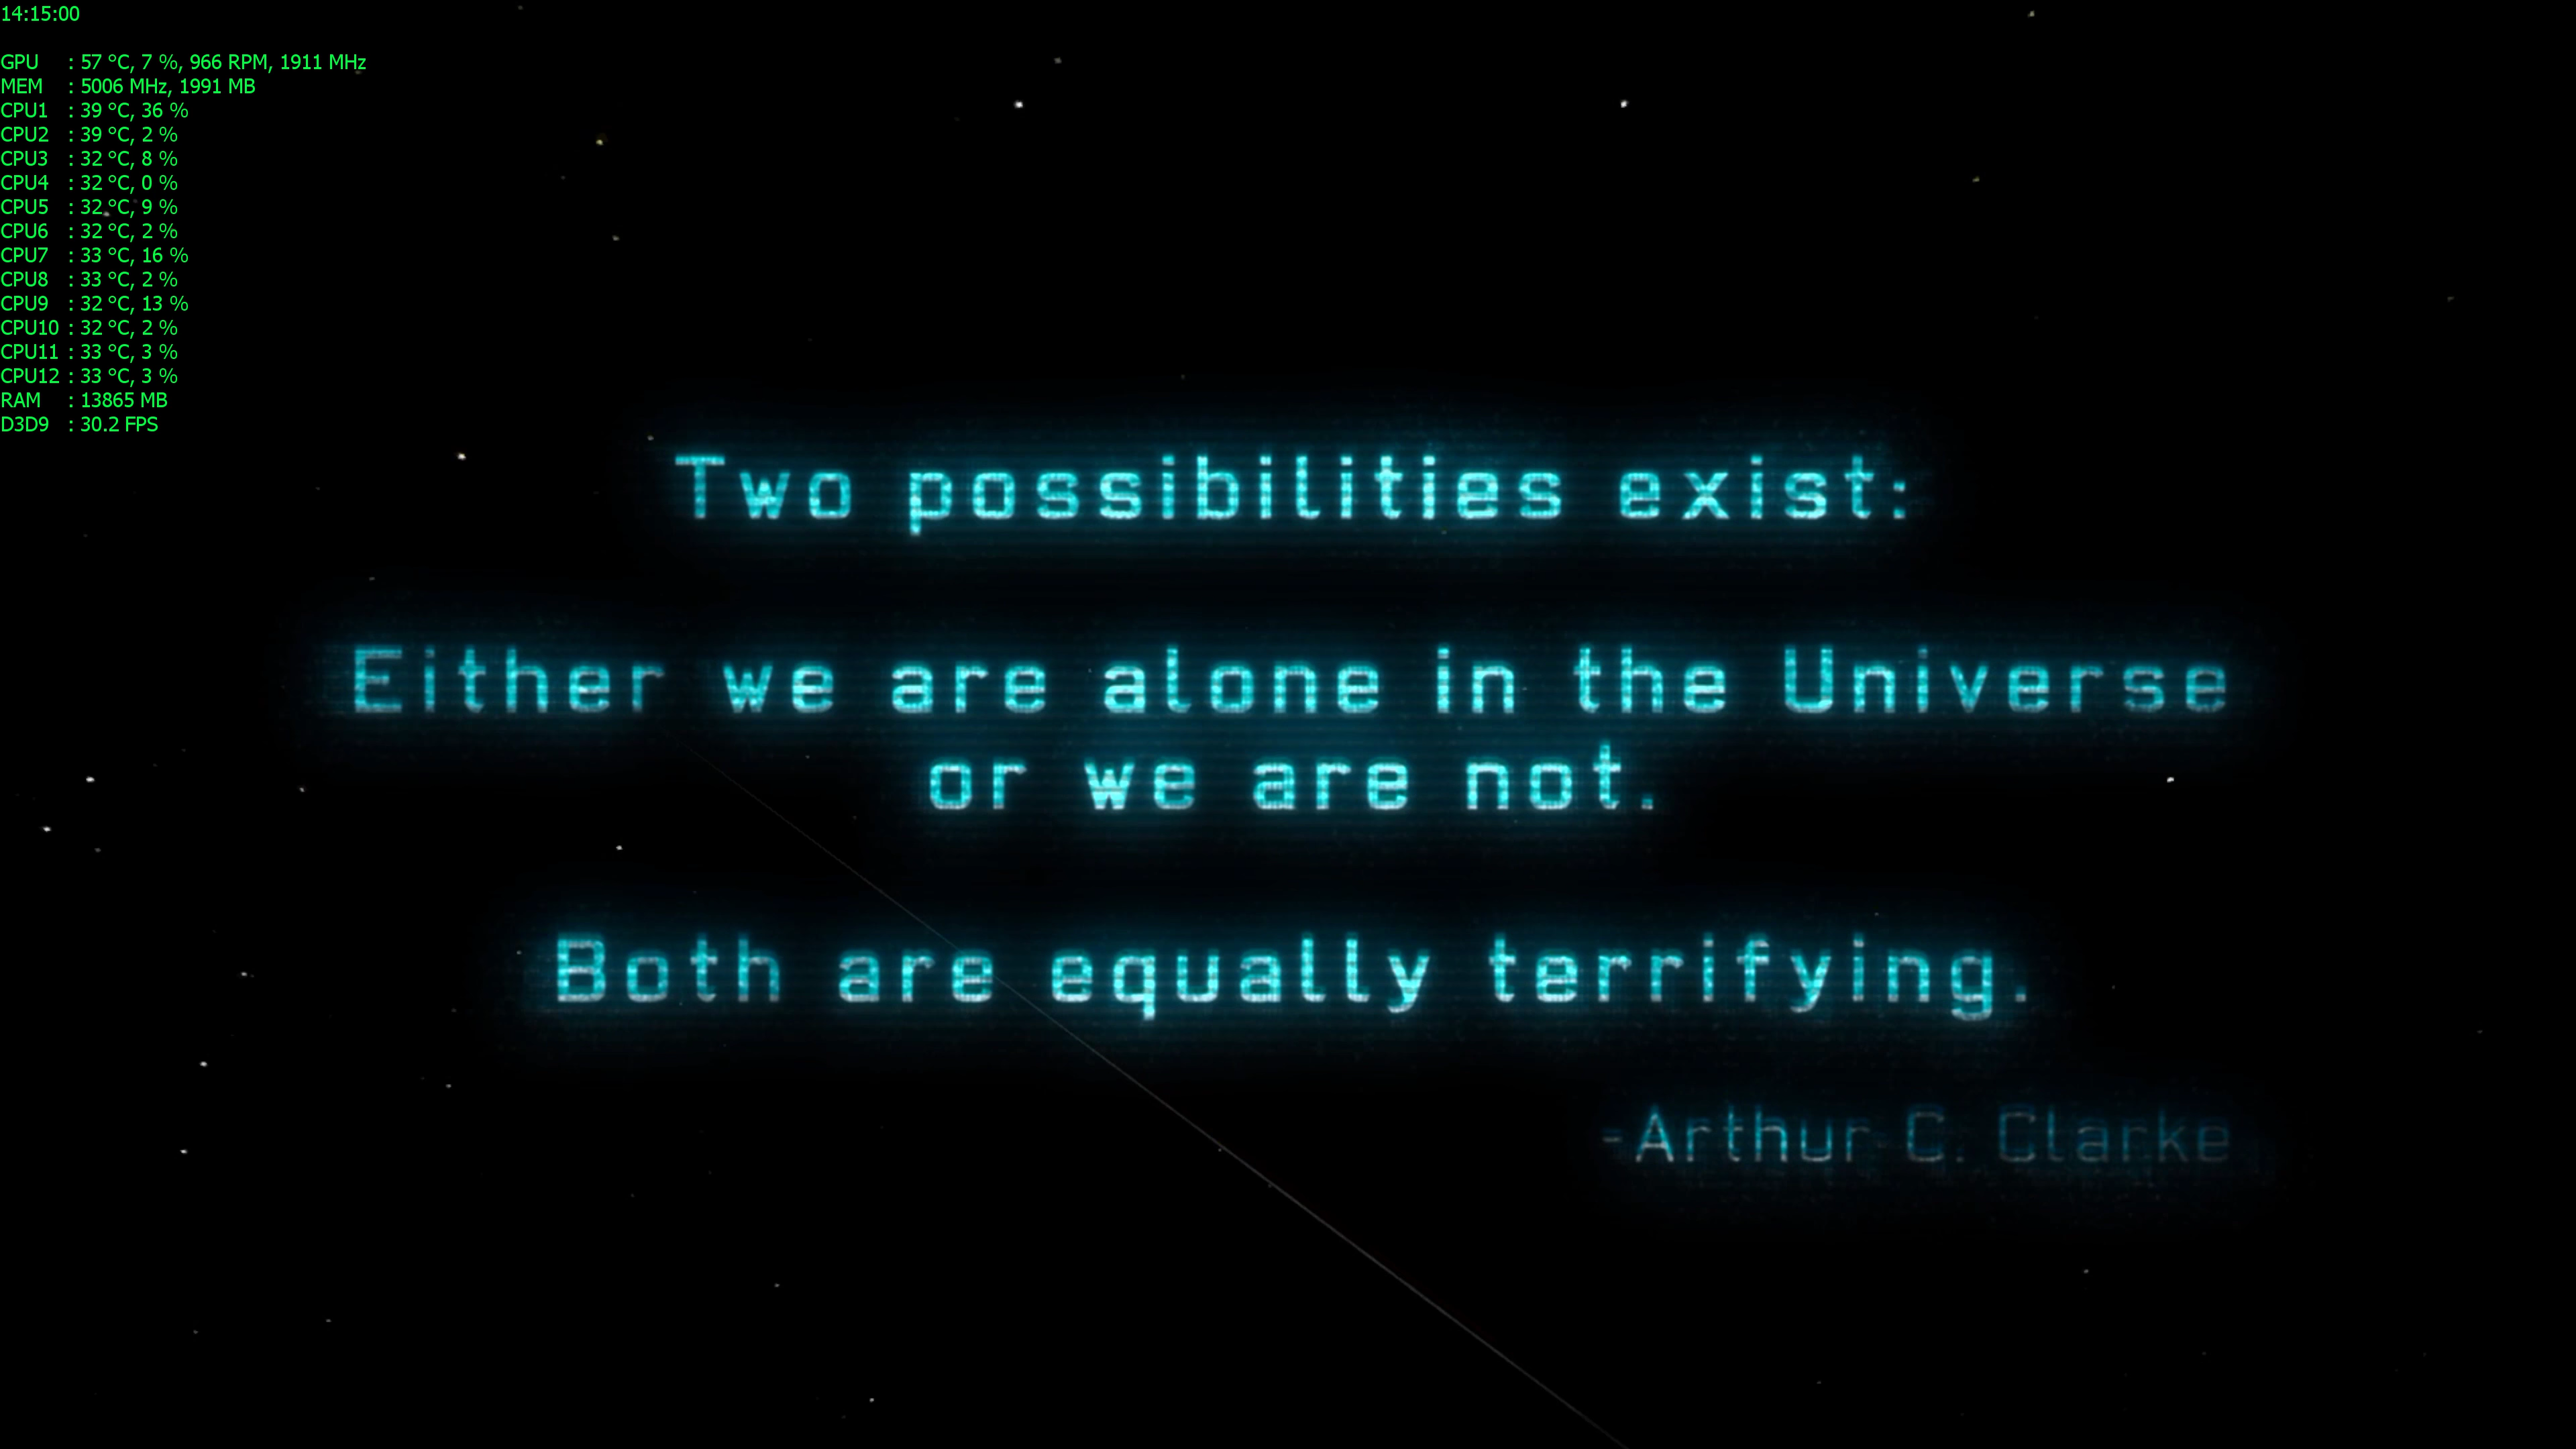 14:15:00
GPU : 57 °C, 7 %, 966 RPM, 1911 MHz
MEM : 5006 MHz, 1991 MB
CPU1 : 39 °C, 36 %
CPU2 : 39 °C, 2 %
CPU3 : 32 °C, 8 %
CPU4 : 32 °C, 0 %
CPU5 : 32 °C, 9 %
CPU6 : 32 °C, 2 %
CPU7 : 33 °C, 16 %
CPU8 : 33 °C, 2 %
CPU9 : 32 °C, 13 %
CPU10 : 32 °C, 2 %
CPU11 : 33 °C, 3 %
CPU12 : 33 °C, 3 %
RAM : 13865 MB
D3D9 : 30.2 FPS
Two possibilities exist:
Either we are alone in the Universe
or we are not.
Both are equally terrifying.
-Arthur C. Clarke